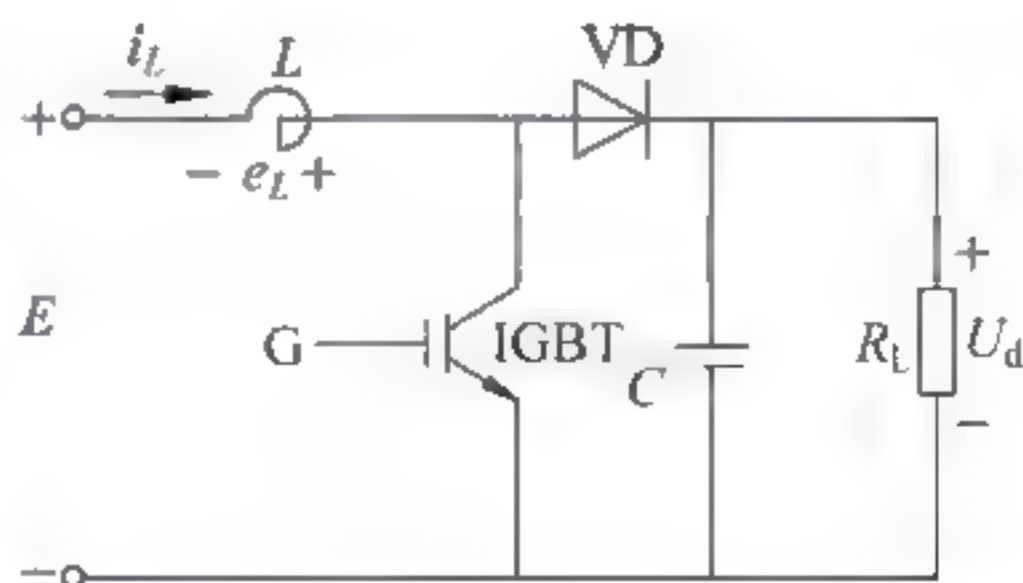 i_L L VD
+
− e_L +
E
G IGBT
C
R_L
+
U_d
−
−